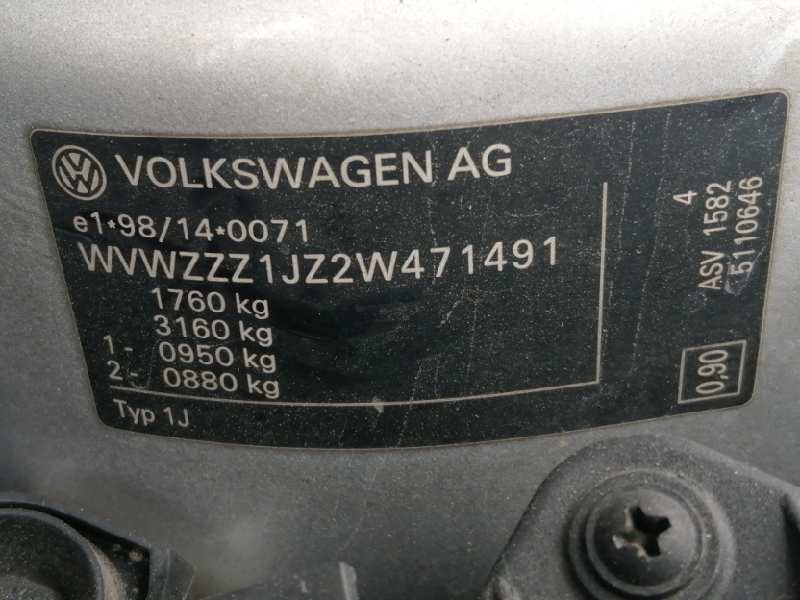 VOLKSWAGEN AG
e1*98/14*0071
WVWZZZ1JZ2W471491
1760 kg
3160 kg
1 - 0950 kg
2 - 0880 kg
Typ 1J
4
ASV 1582
5110646
0,90